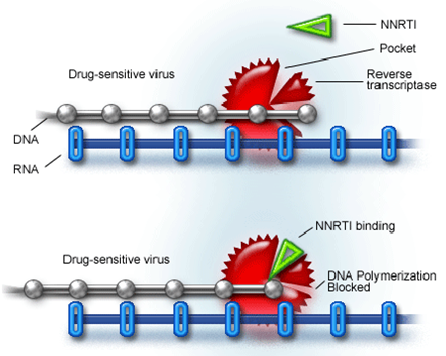 NNRTI
Pocket
Drug-sensitive virus
Reverse
transcriptase
DNA
RNA
NNRTI binding
Drug-sensitive virus
DNA Polymerization
Blocked